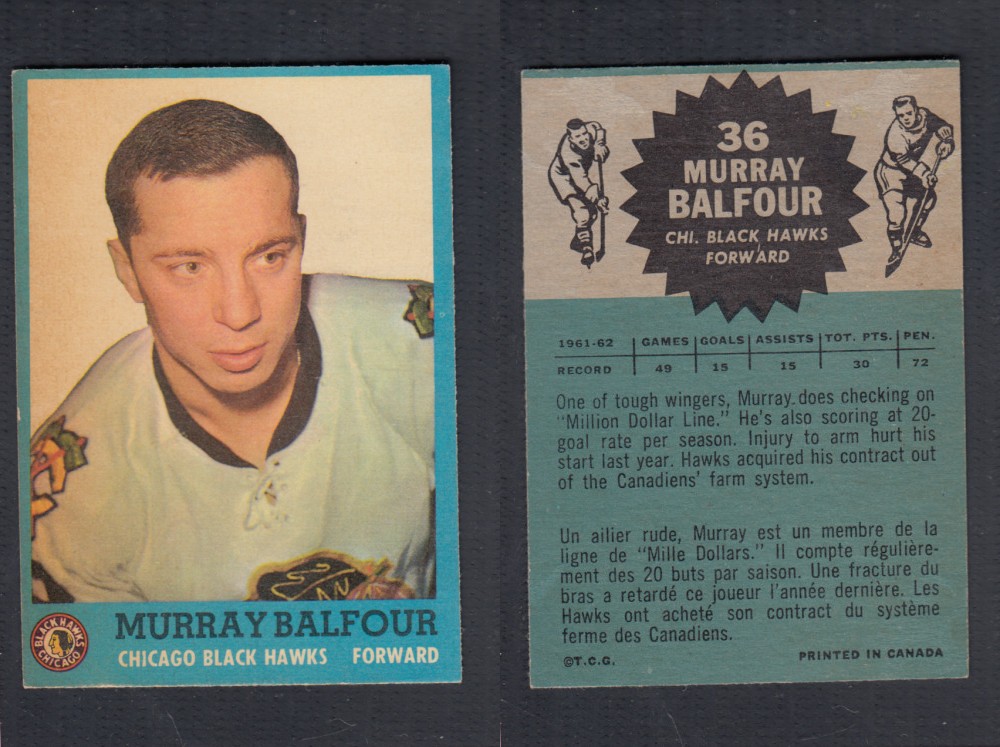 BLACKHAWKS
CHICAGO
MURRAY BALFOUR
CHICAGO BLACK HAWKS FORWARD
36
MURRAY
BALFOUR
CHI. BLACK HAWKS
FORWARD
1961-62 GAMES GOALS ASSISTS TOT. PTS. PEN.
RECORD 49 15 15 30 72
One of tough wingers, Murray does checking on
"Million Dollar Line." He's also scoring at 20-
goal rate per season. Injury to arm hurt his
start last year. Hawks acquired his contract out
of the Canadiens' farm system.
Un ailier rude, Murray est un membre de la
ligne de "Mille Dollars." Il compte régulière-
ment des 20 buts par saison. Une fracture du
bras a retardé ce joueur l'année dernière. Les
Hawks ont acheté son contract du système
ferme des Canadiens.
©T.C.G. PRINTED IN CANADA